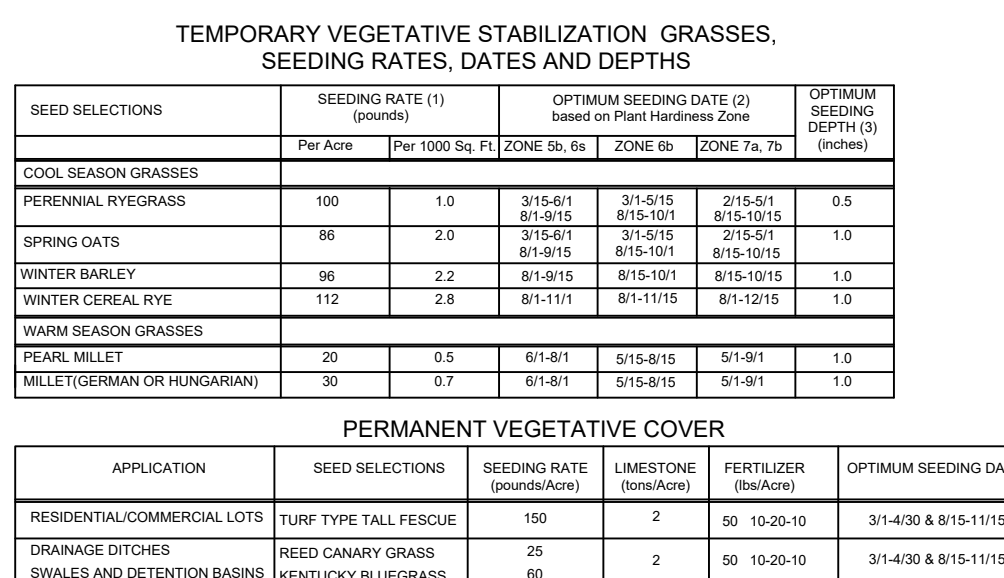 TEMPORARY VEGETATIVE STABILIZATION GRASSES,
SEEDING RATES, DATES AND DEPTHS
SEED SELECTIONS
SEEDING RATE (1)
(pounds)
OPTIMUM SEEDING DATE (2)
based on Plant Hardiness Zone
OPTIMUM
SEEDING
DEPTH (3)
(inches)
Per Acre Per 1000 Sq. Ft. ZONE 5b, 6s ZONE 6b ZONE 7a, 7b
COOL SEASON GRASSES
PERENNIAL RYEGRASS 100 1.0 3/15-6/1 3/1-5/15 2/15-5/1 0.5
8/1-9/15 8/15-10/1 8/15-10/15
SPRING OATS 86 2.0 3/15-6/1 3/1-5/15 2/15-5/1 1.0
8/1-9/15 8/15-10/1 8/15-10/15
WINTER BARLEY 96 2.2 8/1-9/15 8/15-10/1 8/15-10/15 1.0
WINTER CEREAL RYE 112 2.8 8/1-11/1 8/1-11/15 8/1-12/15 1.0
WARM SEASON GRASSES
PEARL MILLET 20 0.5 6/1-8/1 5/15-8/15 5/1-9/1 1.0
MILLET(GERMAN OR HUNGARIAN) 30 0.7 6/1-8/1 5/15-8/15 5/1-9/1 1.0
PERMANENT VEGETATIVE COVER
APPLICATION SEED SELECTIONS SEEDING RATE LIMESTONE FERTILIZER OPTIMUM SEEDING DA
(pounds/Acre) (tons/Acre) (lbs/Acre)
RESIDENTIAL/COMMERCIAL LOTS TURF TYPE TALL FESCUE 150 2 50 10-20-10 3/1-4/30 & 8/15-11/15
DRAINAGE DITCHES REED CANARY GRASS 25 2 50 10-20-10 3/1-4/30 & 8/15-11/15
SWALES AND DETENTION BASINS KENTUCKY BLUEGRASS 60